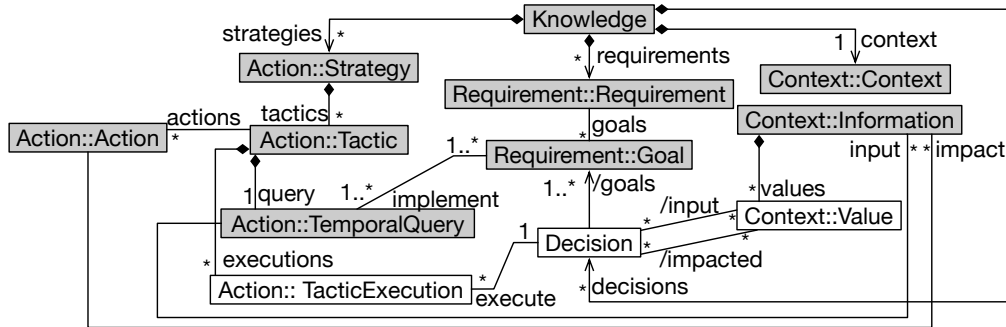 Knowledge
strategies
*
*
requirements
1
context
Action::Strategy
Context::Context
Requirement::Requirement
tactics
*
actions
*
Action::Action
Action::Tactic
*
goals
Context::Information
1..*
Requirement::Goal
input
*
*
impact
1
query
1..*
implement
1..*
/goals
*
values
Action::TemporalQuery
*
/input
*
Context::Value
1
Decision
*
/impacted
*
*
executions
*
decisions
Action:: TacticExecution
*
execute